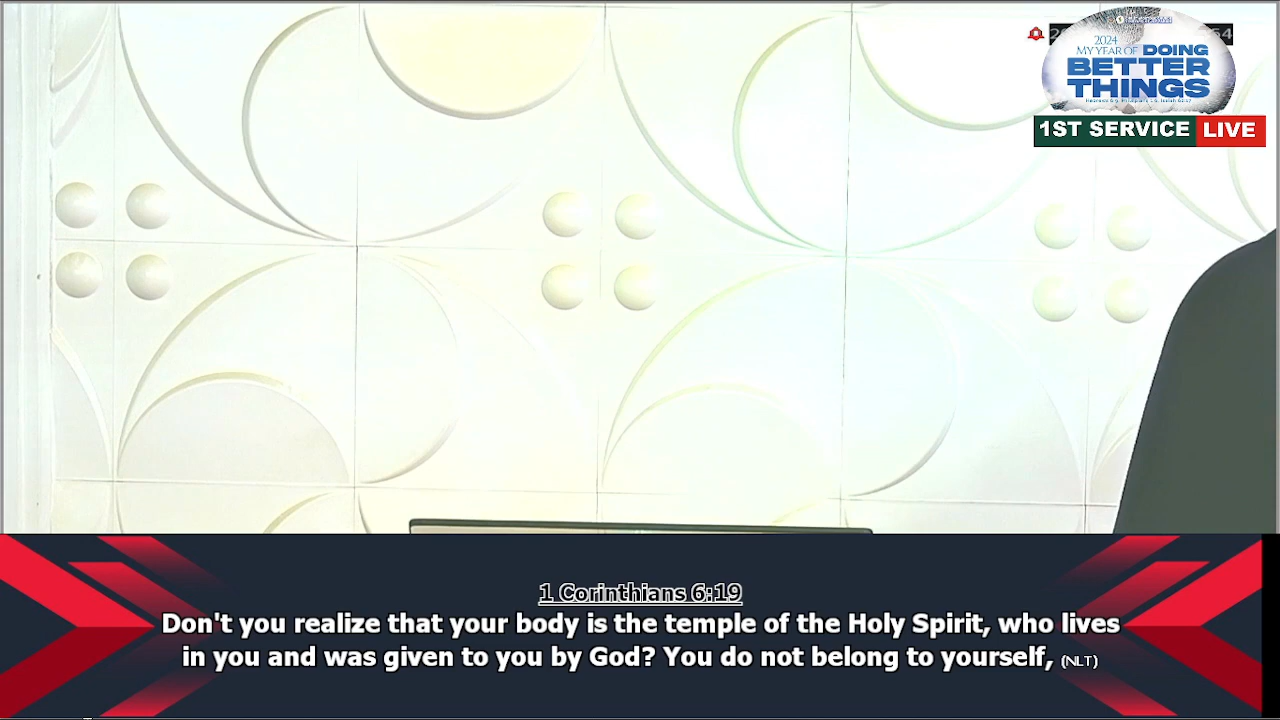 2024
MY YEAR OF DOING
BETTER
THINGS
1ST SERVICE LIVE
1 Corinthians 6:19
Don't you realize that your body is the temple of the Holy Spirit, who lives
in you and was given to you by God? You do not belong to yourself, (NLT)